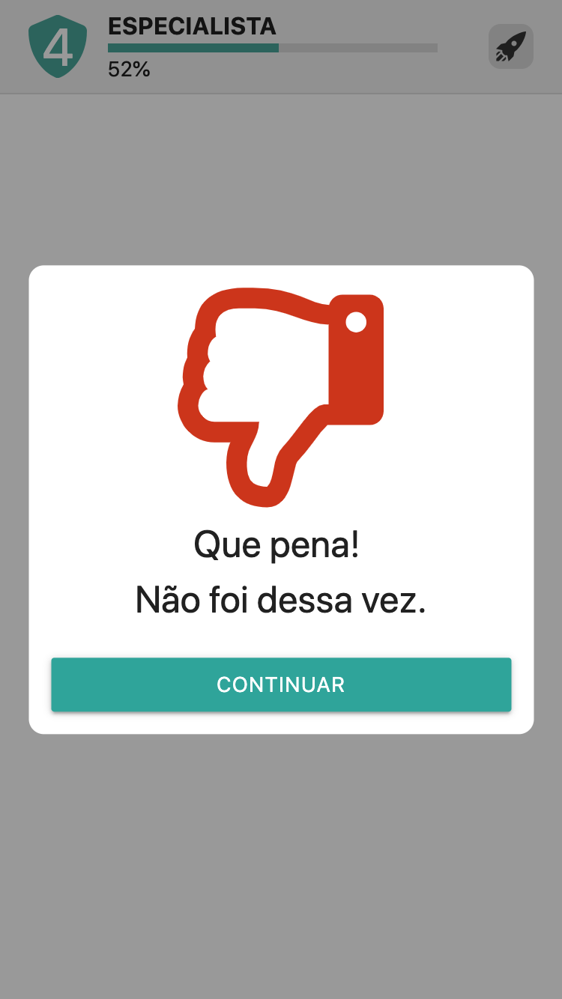 4
ESPECIALISTA
52%
Que pena!
Não foi dessa vez.
CONTINUAR